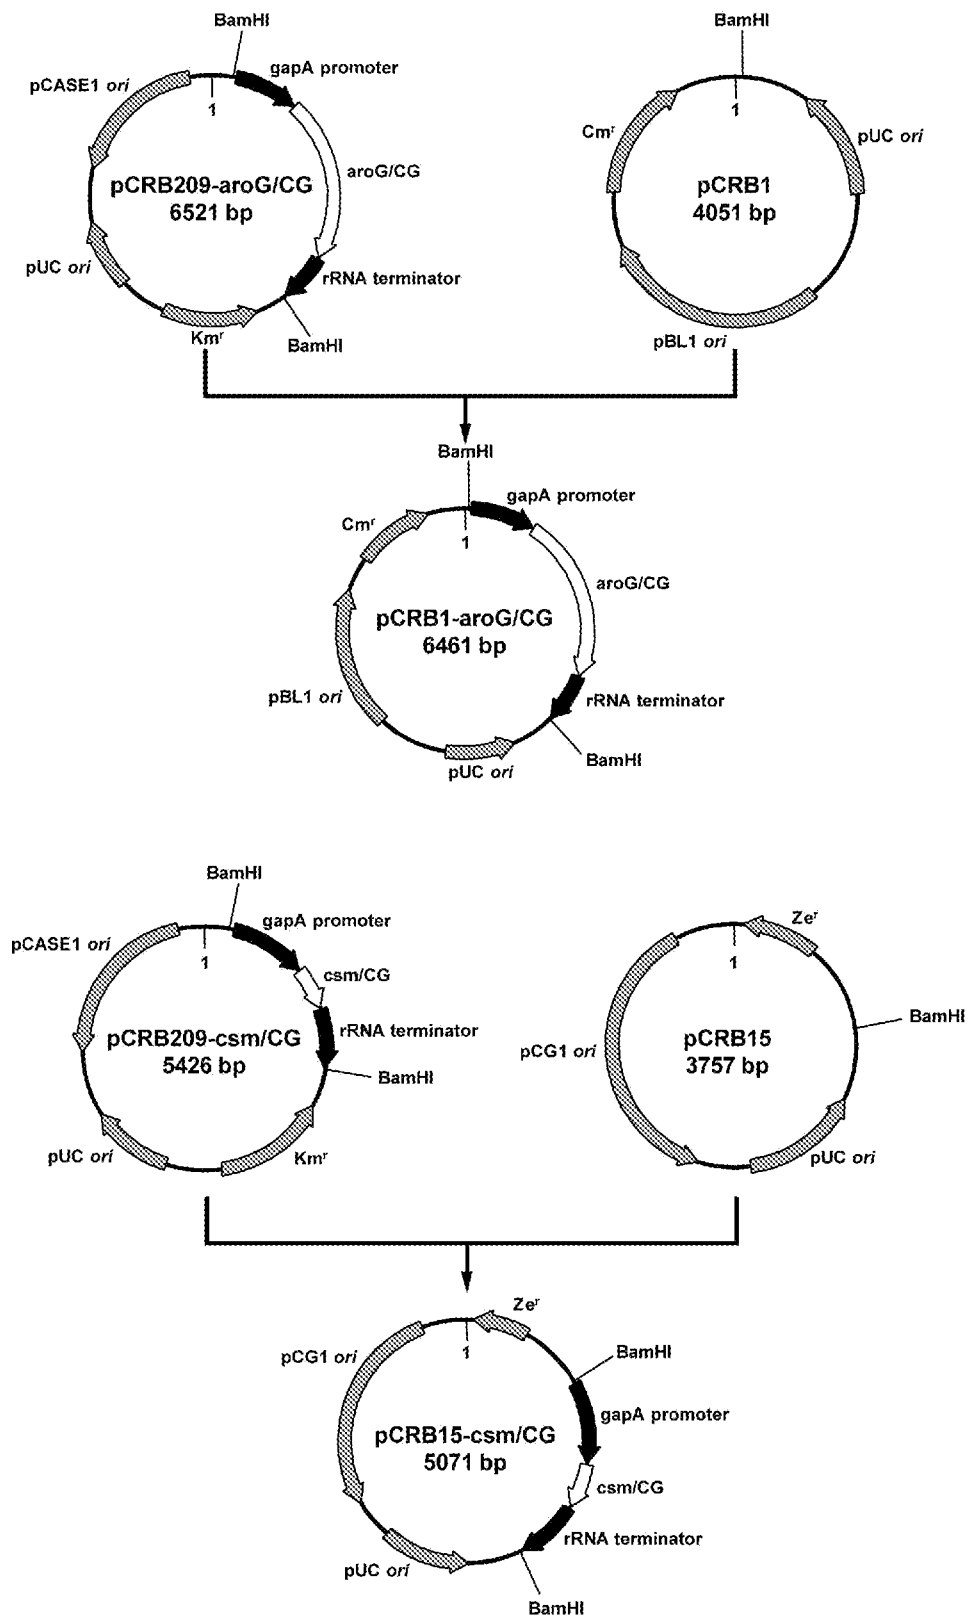 BamHI
gapA promoter
pCASE1 ori
1
aroG/CG
pCRB209-aroG/CG
6521 bp
pUC ori
rRNA terminator
Kmʳ
BamHI
BamHI
1
Cmʳ
pUC ori
pCRB1
4051 bp
pBL1 ori
BamHI
gapA promoter
Cmʳ
1
aroG/CG
pCRB1-aroG/CG
6461 bp
pBL1 ori
rRNA terminator
BamHI
pUC ori
BamHI
gapA promoter
pCASE1 ori
1
csm/CG
pCRB209-csm/CG
5426 bp
rRNA terminator
BamHI
pUC ori
Kmʳ
Zeʳ
1
BamHI
pCG1 ori
pCRB15
3757 bp
pUC ori
Zeʳ
1
pCG1 ori
BamHI
gapA promoter
pCRB15-csm/CG
5071 bp
csm/CG
rRNA terminator
pUC ori
BamHI